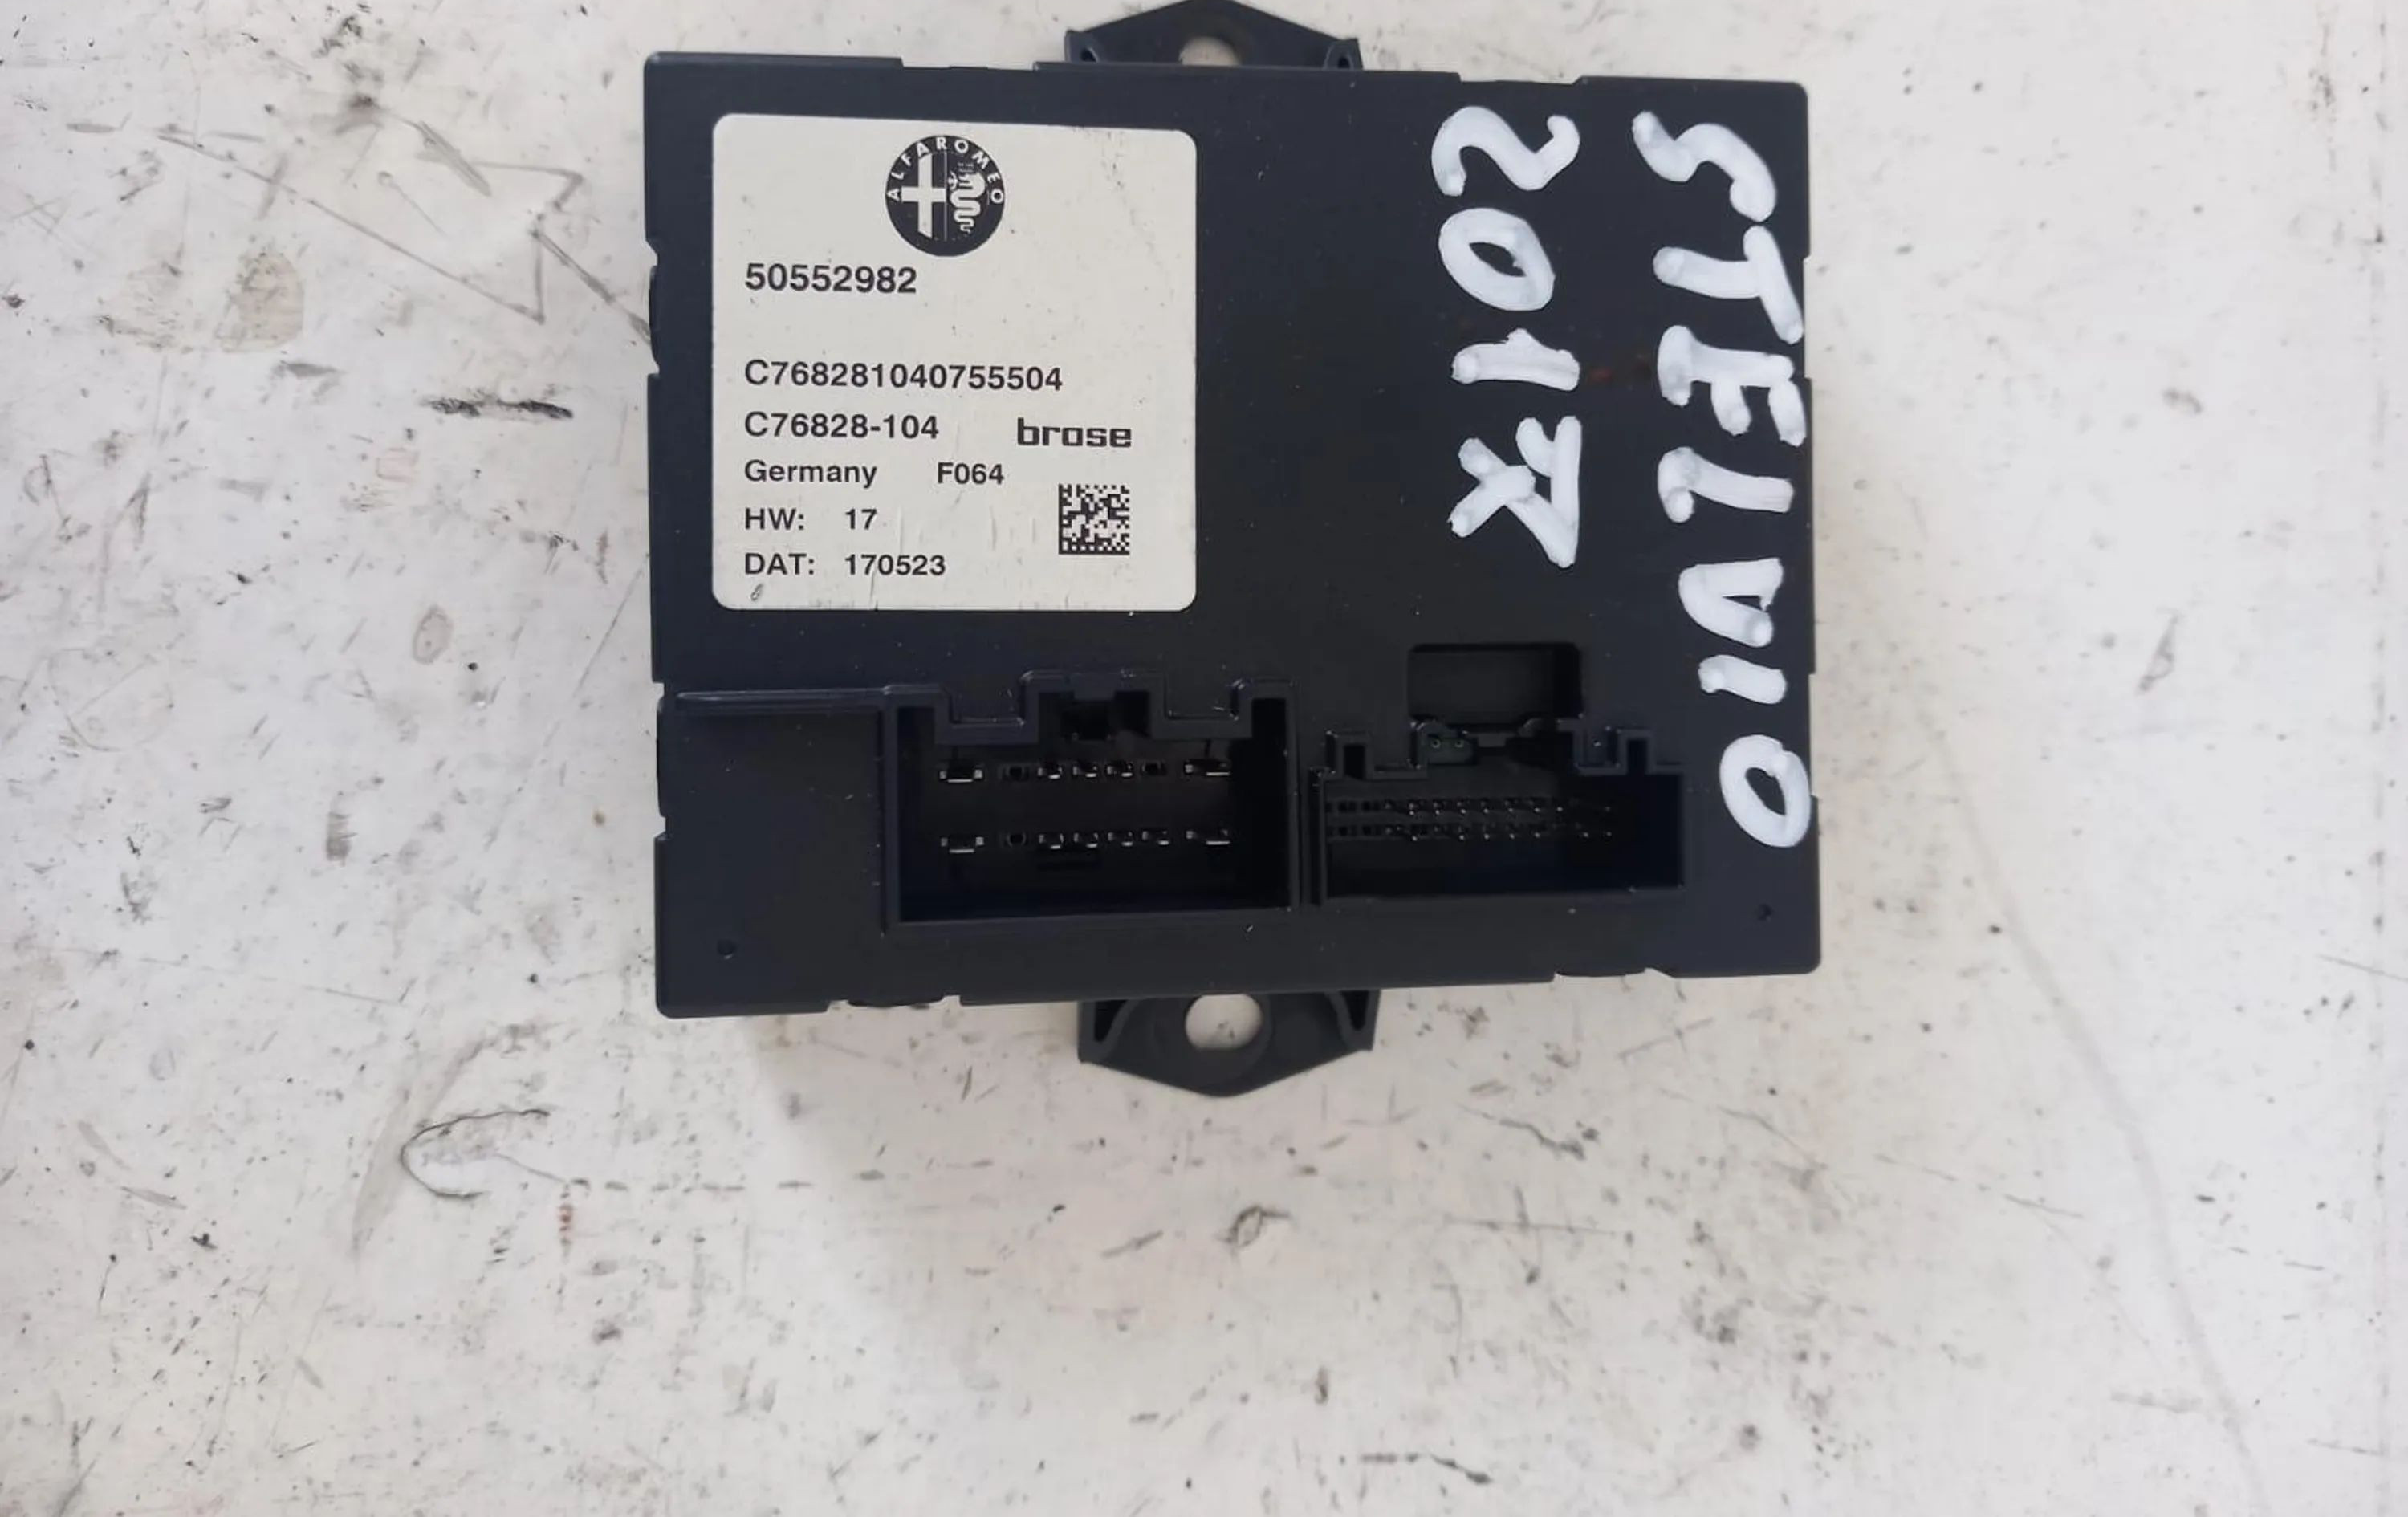 ALFA ROMEO
50552982
C768281040755504
C76828-104 brose
Germany F064
HW: 17
DAT: 170523
STELVIO
2017